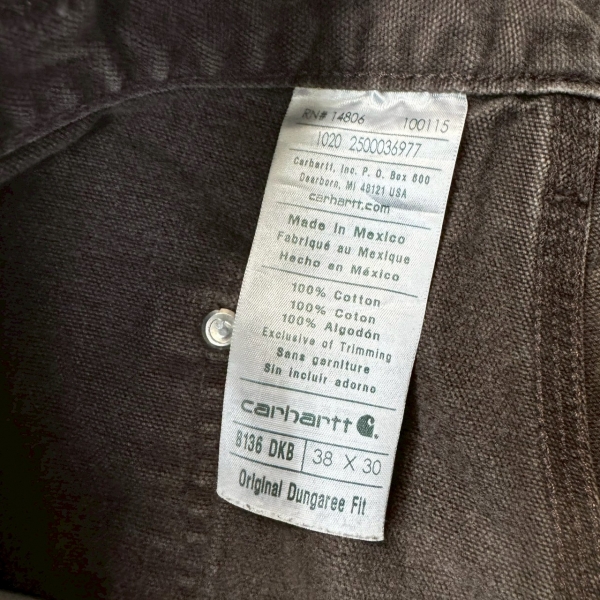 RN# 14806 100115
1020 2500036977
Carhartt, Inc. P. O. Box 600
Dearborn, MI 48121 USA
carhartt.com
Made in Mexico
Fabriqué au Mexique
Hecho en México
100% Cotton
100% Coton
100% Algodón
Exclusive of Trimming
Sans garniture
Sin incluir adorno
carhartt
B136 DKB 38 X 30
Original Dungaree Fit